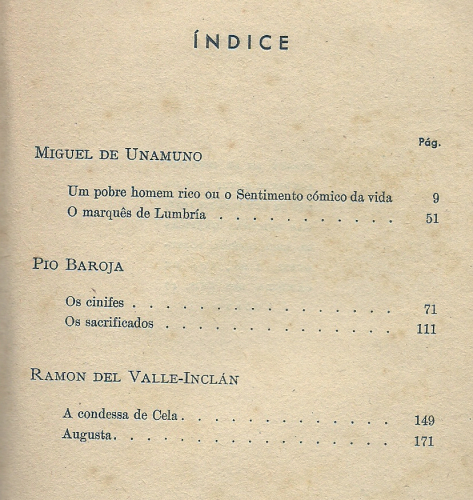 ÍNDICE
Pág.
MIGUEL DE UNAMUNO
Um pobre homem rico ou o Sentimento cómico da vida 9
O marquês de Lumbría . . . . . . . . . . 51
PIO BAROJA
Os cinifes . . . . . . . . . . . . . . 71
Os sacrificados . . . . . . . . . . . . 111
RAMON DEL VALLE-INCLÁN
A condessa de Cela . . . . . . . . . . . 149
Augusta. . . . . . . . . . . . . . . 171